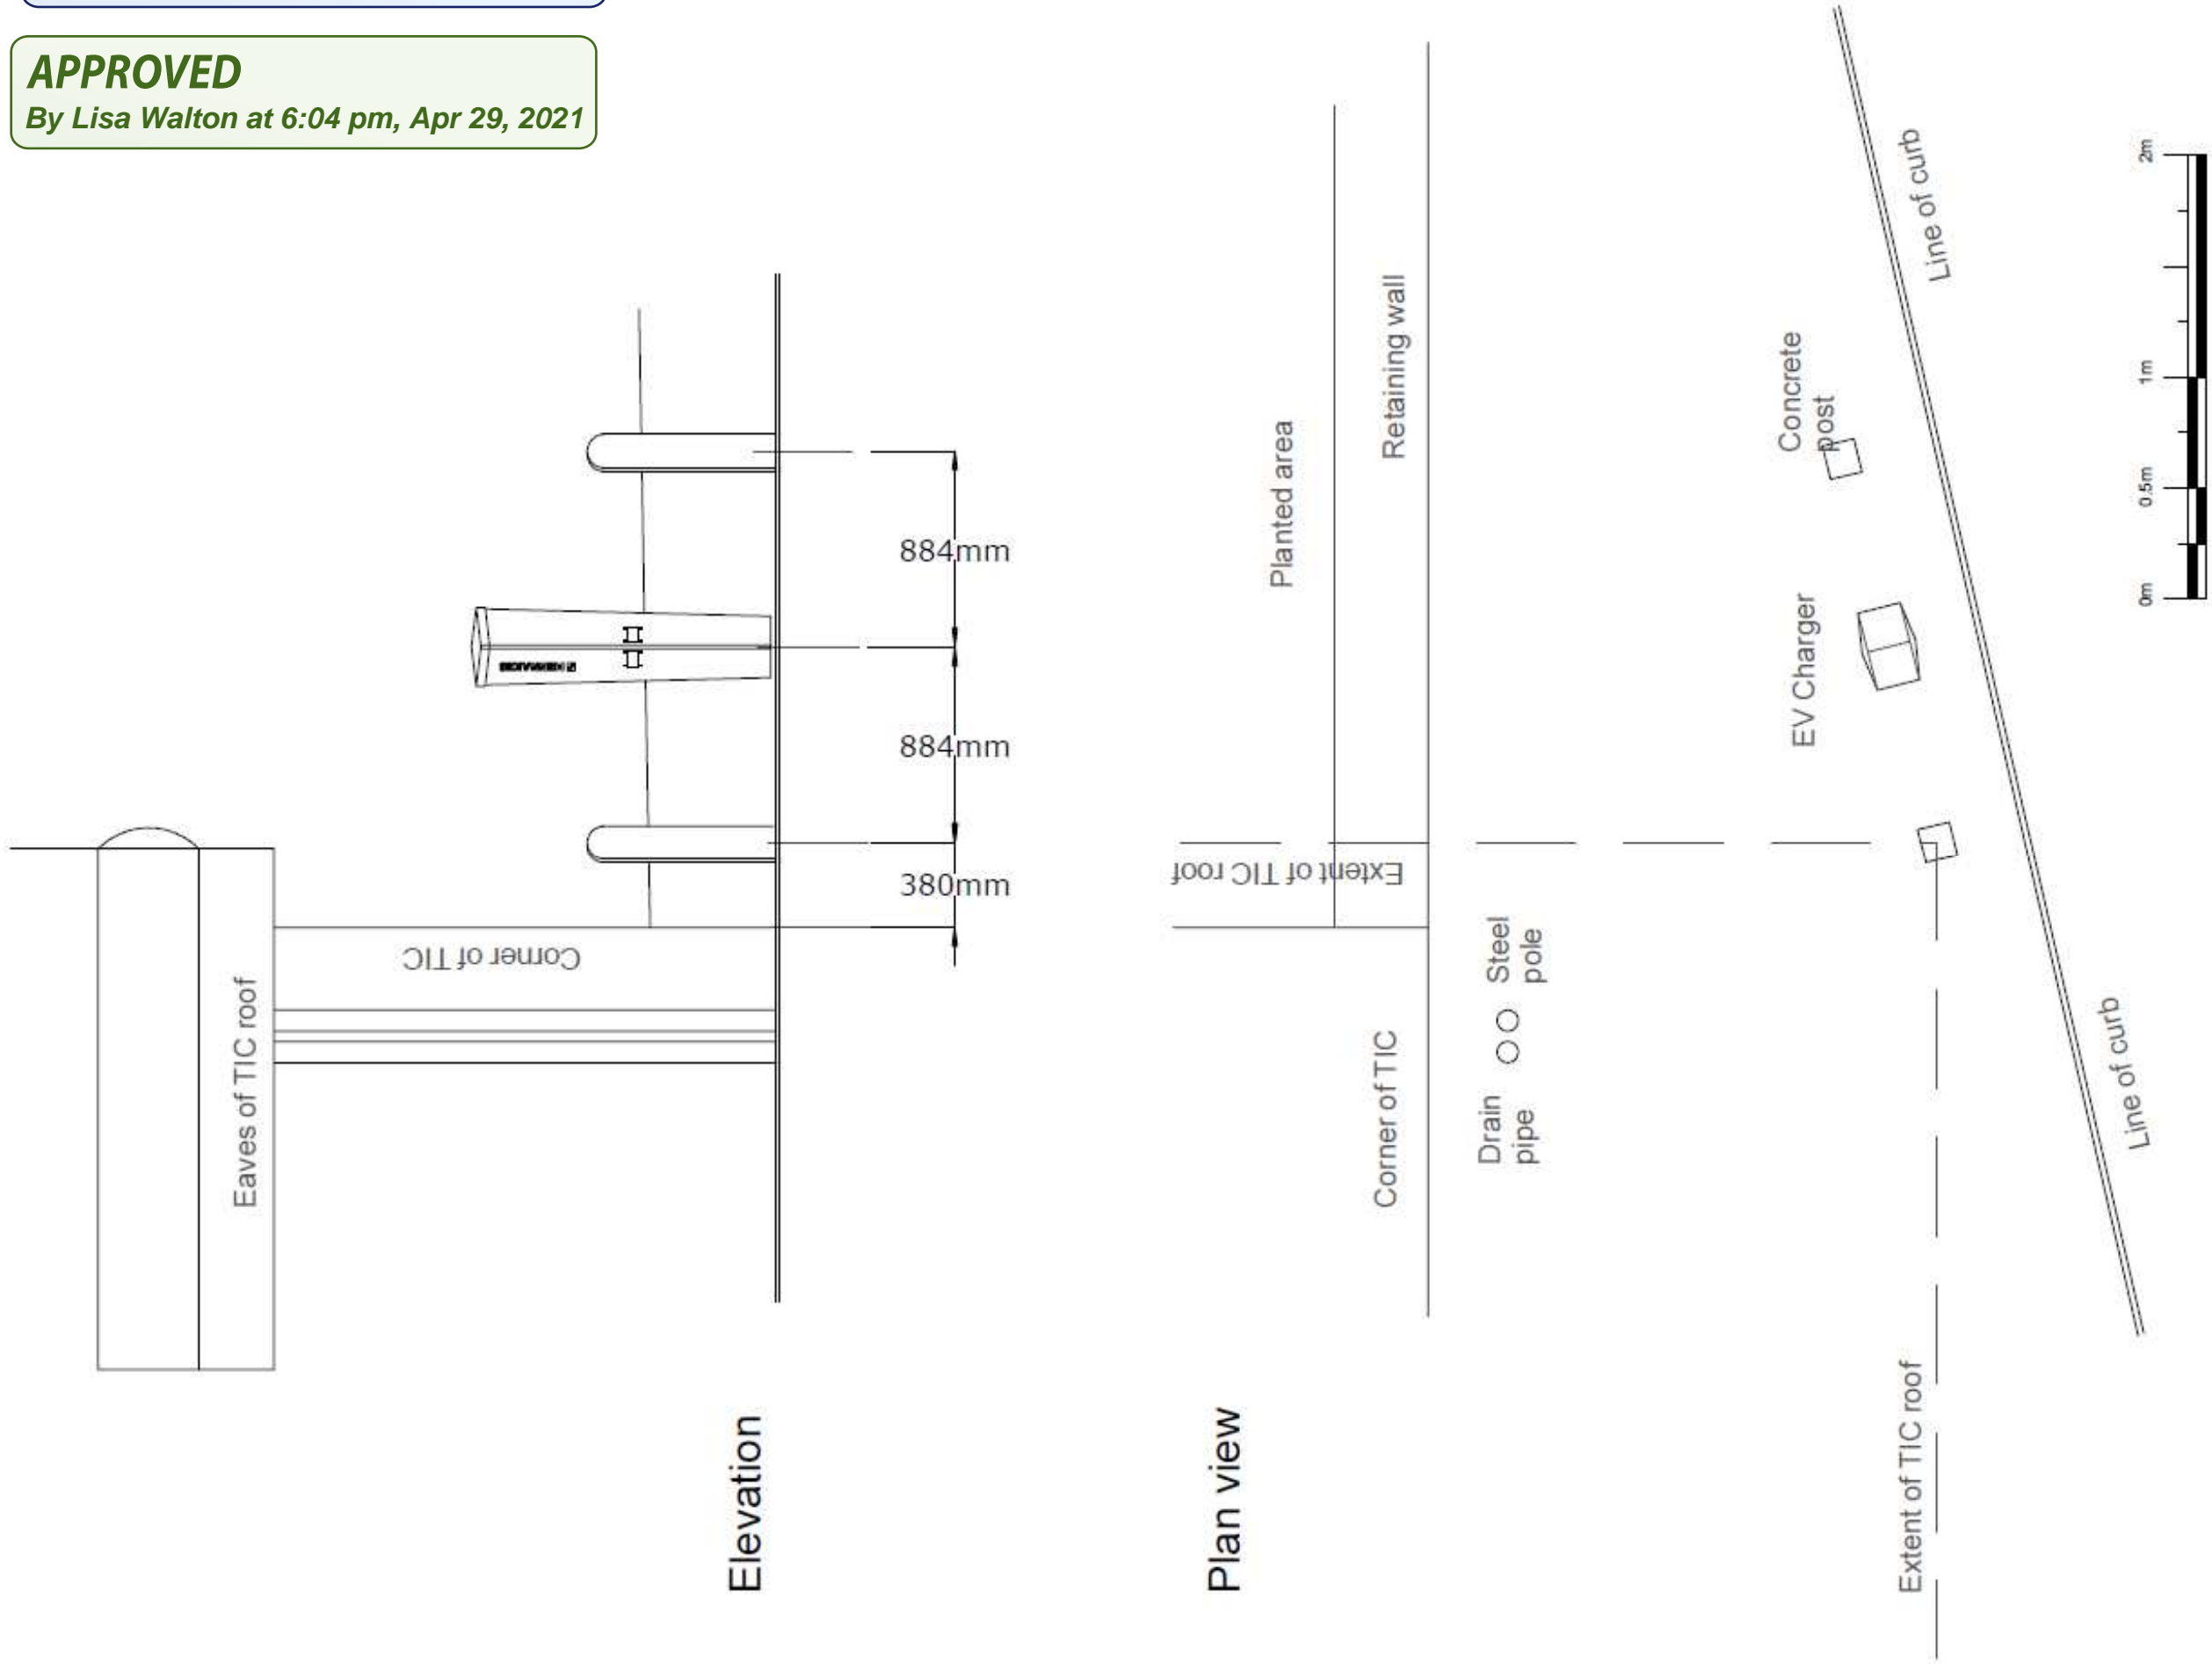 APPROVED
By Lisa Walton at 6:04 pm, Apr 29, 2021
Eaves of TIC roof
Corner of TIC
884mm
884mm
380mm
Elevation
Plan view
Planted area
Retaining wall
Extent of TIC roof
Corner of TIC
Drain
pipe
Steel
pole
Concrete
post
EV Charger
Line of curb
Line of curb
Extent of TIC roof
0m
0.5m
1m
2m